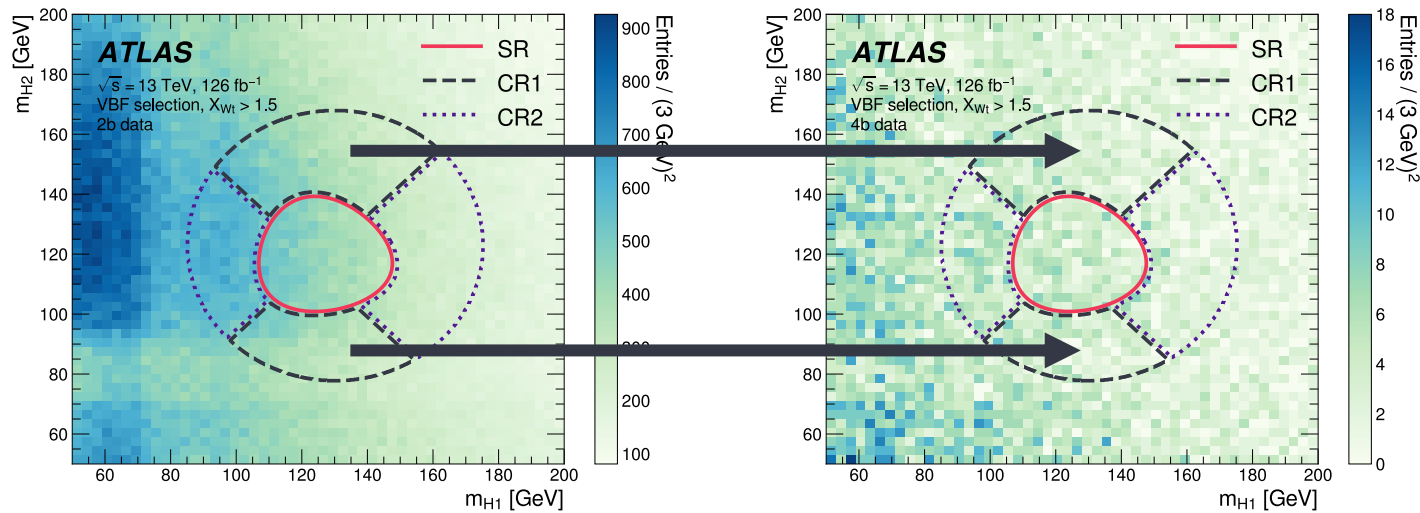 ATLAS
√s = 13 TeV, 126 fb⁻¹
VBF selection, X_Wt > 1.5
2b data
SR
CR1
CR2
m_H2 [GeV]
200
180
160
140
120
100
80
60
60 80 100 120 140 160 180 200
m_H1 [GeV]
900
800
700
600
500
400
300
200
100
Entries / (3 GeV)²
ATLAS
√s = 13 TeV, 126 fb⁻¹
VBF selection, X_Wt > 1.5
4b data
SR
CR1
CR2
m_H2 [GeV]
200
180
160
140
120
100
80
60
60 80 100 120 140 160 180 200
m_H1 [GeV]
18
16
14
12
10
8
6
4
2
0
Entries / (3 GeV)²